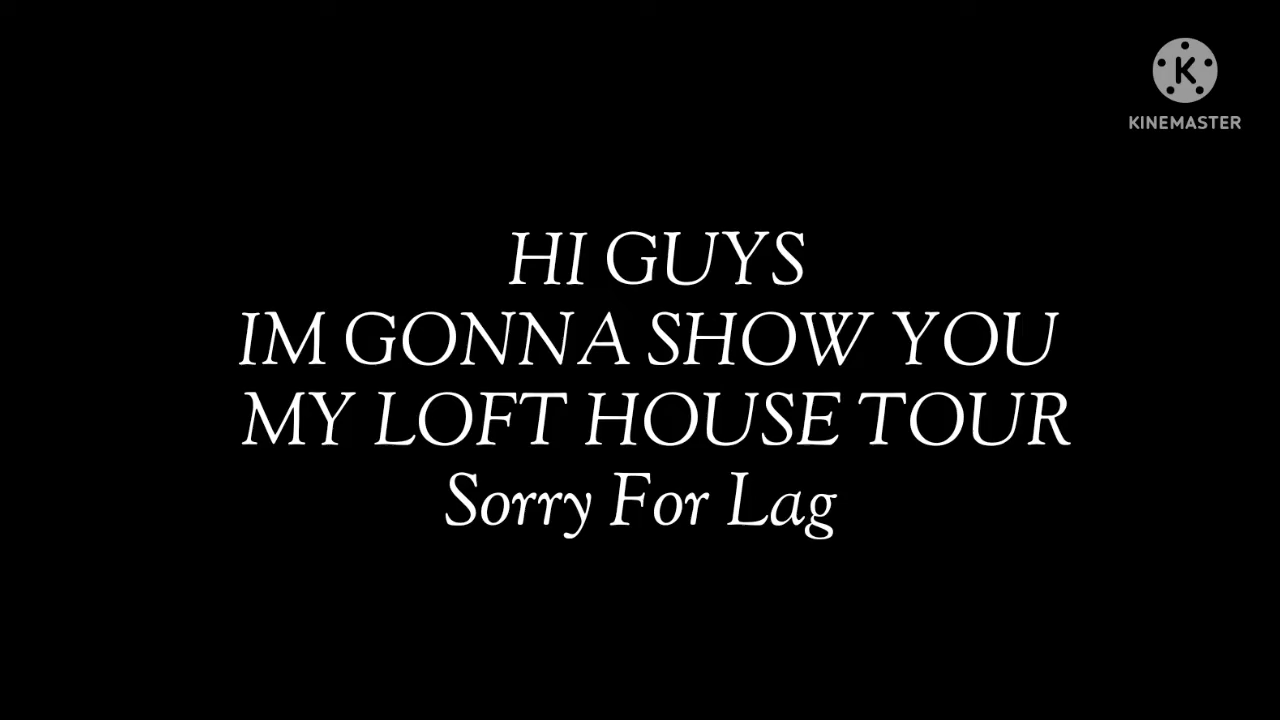 KINEMASTER
HI GUYS
IM GONNA SHOW YOU
MY LOFT HOUSE TOUR
Sorry For Lag